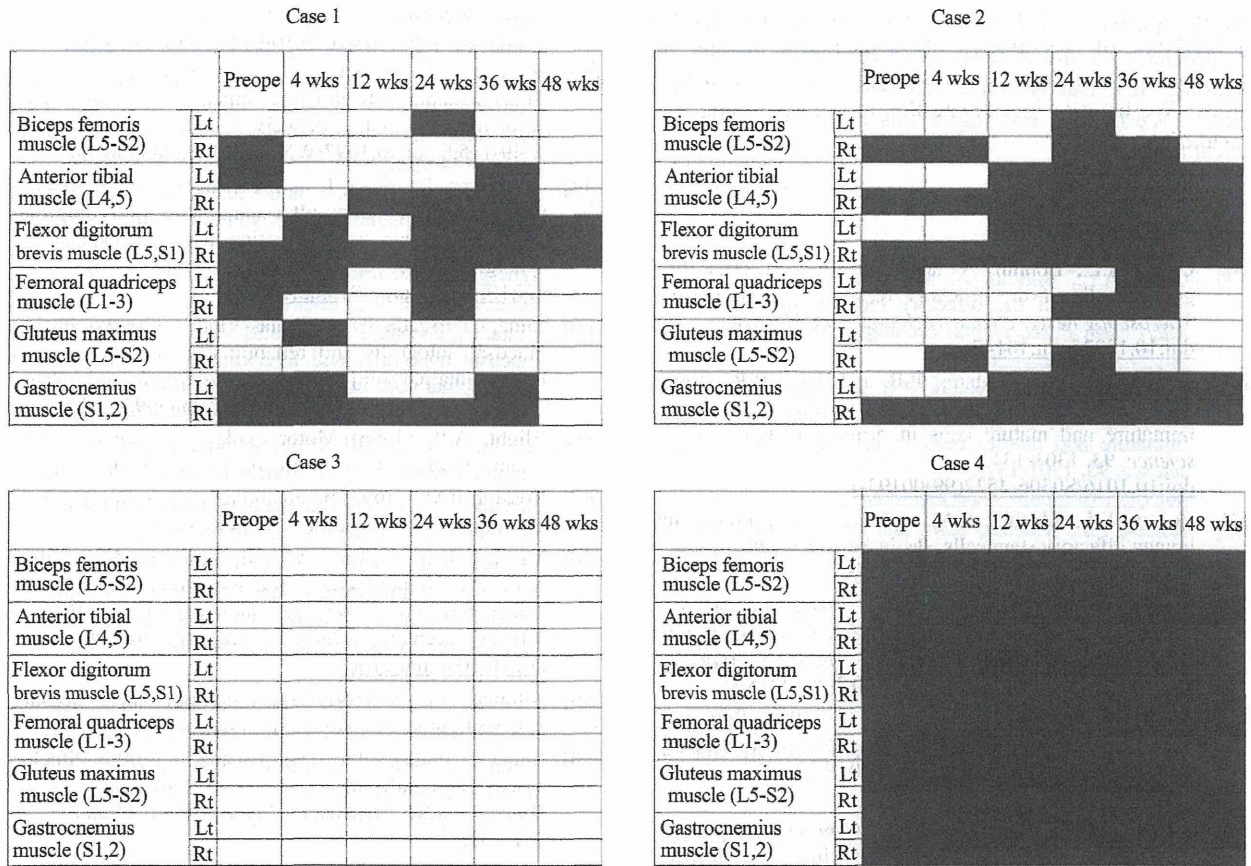 Case 1
Preope 4 wks 12 wks 24 wks 36 wks 48 wks
Biceps femoris Lt
muscle (L5-S2) Rt
Anterior tibial Lt
muscle (L4,5) Rt
Flexor digitorum Lt
brevis muscle (L5,S1) Rt
Femoral quadriceps Lt
muscle (L1-3) Rt
Gluteus maximus Lt
muscle (L5-S2) Rt
Gastrocnemius Lt
muscle (S1,2) Rt
Case 2
Preope 4 wks 12 wks 24 wks 36 wks 48 wks
Biceps femoris Lt
muscle (L5-S2) Rt
Anterior tibial Lt
muscle (L4,5) Rt
Flexor digitorum Lt
brevis muscle (L5,S1) Rt
Femoral quadriceps Lt
muscle (L1-3) Rt
Gluteus maximus Lt
muscle (L5-S2) Rt
Gastrocnemius Lt
muscle (S1,2) Rt
Case 3
Preope 4 wks 12 wks 24 wks 36 wks 48 wks
Biceps femoris Lt
muscle (L5-S2) Rt
Anterior tibial Lt
muscle (L4,5) Rt
Flexor digitorum Lt
brevis muscle (L5,S1) Rt
Femoral quadriceps Lt
muscle (L1-3) Rt
Gluteus maximus Lt
muscle (L5-S2) Rt
Gastrocnemius Lt
muscle (S1,2) Rt
Case 4
Preope 4 wks 12 wks 24 wks 36 wks 48 wks
Biceps femoris Lt
muscle (L5-S2) Rt
Anterior tibial Lt
muscle (L4,5) Rt
Flexor digitorum Lt
brevis muscle (L5,S1) Rt
Femoral quadriceps Lt
muscle (L1-3) Rt
Gluteus maximus Lt
muscle (L5-S2) Rt
Gastrocnemius Lt
muscle (S1,2) Rt